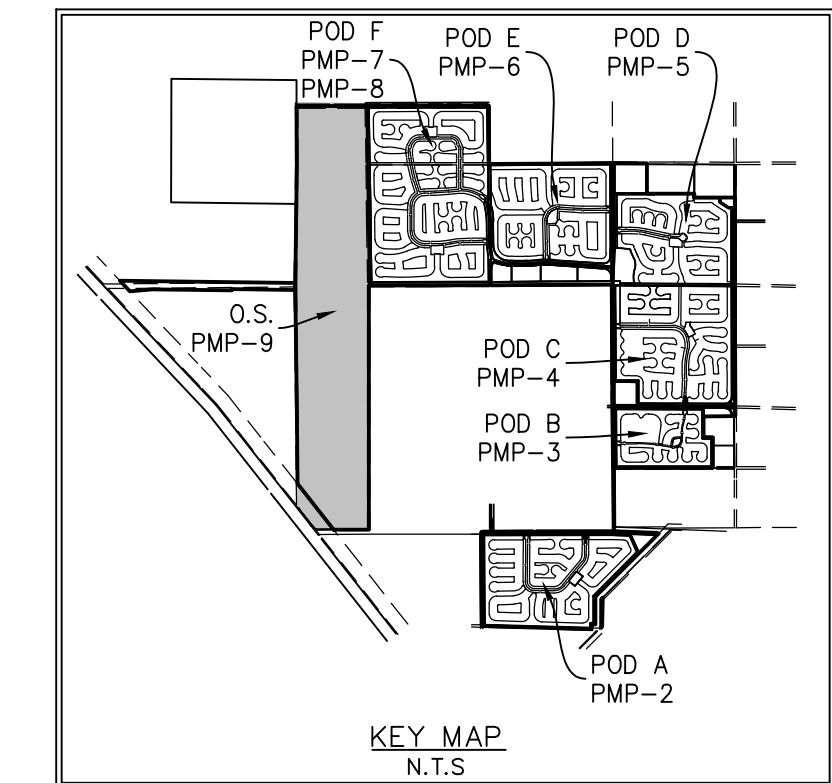 POD F
PMP-7
PMP-8
POD E
PMP-6
POD D
PMP-5
O.S.
PMP-9
POD C
PMP-4
POD B
PMP-3
POD A
PMP-2
KEY MAP
N.T.S